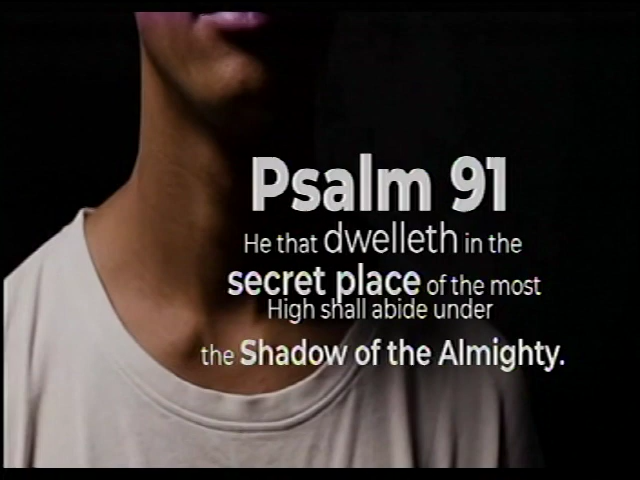 Psalm 91
He that dwelleth in the
secret place of the most
High shall abide under
the Shadow of the Almighty.